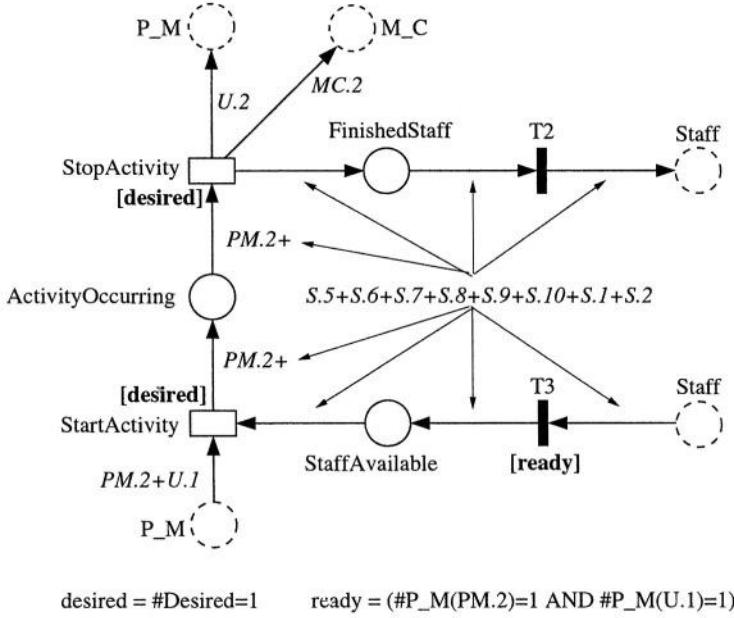 P_M
M_C
U.2
MC.2
FinishedStaff
T2
Staff
StopActivity
[desired]
PM.2+
ActivityOccurring
S.5+S.6+S.7+S.8+S.9+S.10+S.1+S.2
PM.2+
[desired]
T3
Staff
StartActivity
StaffAvailable
[ready]
PM.2+U.1
P_M
desired = #Desired=1 ready = (#P_M(PM.2)=1 AND #P_M(U.1)=1)